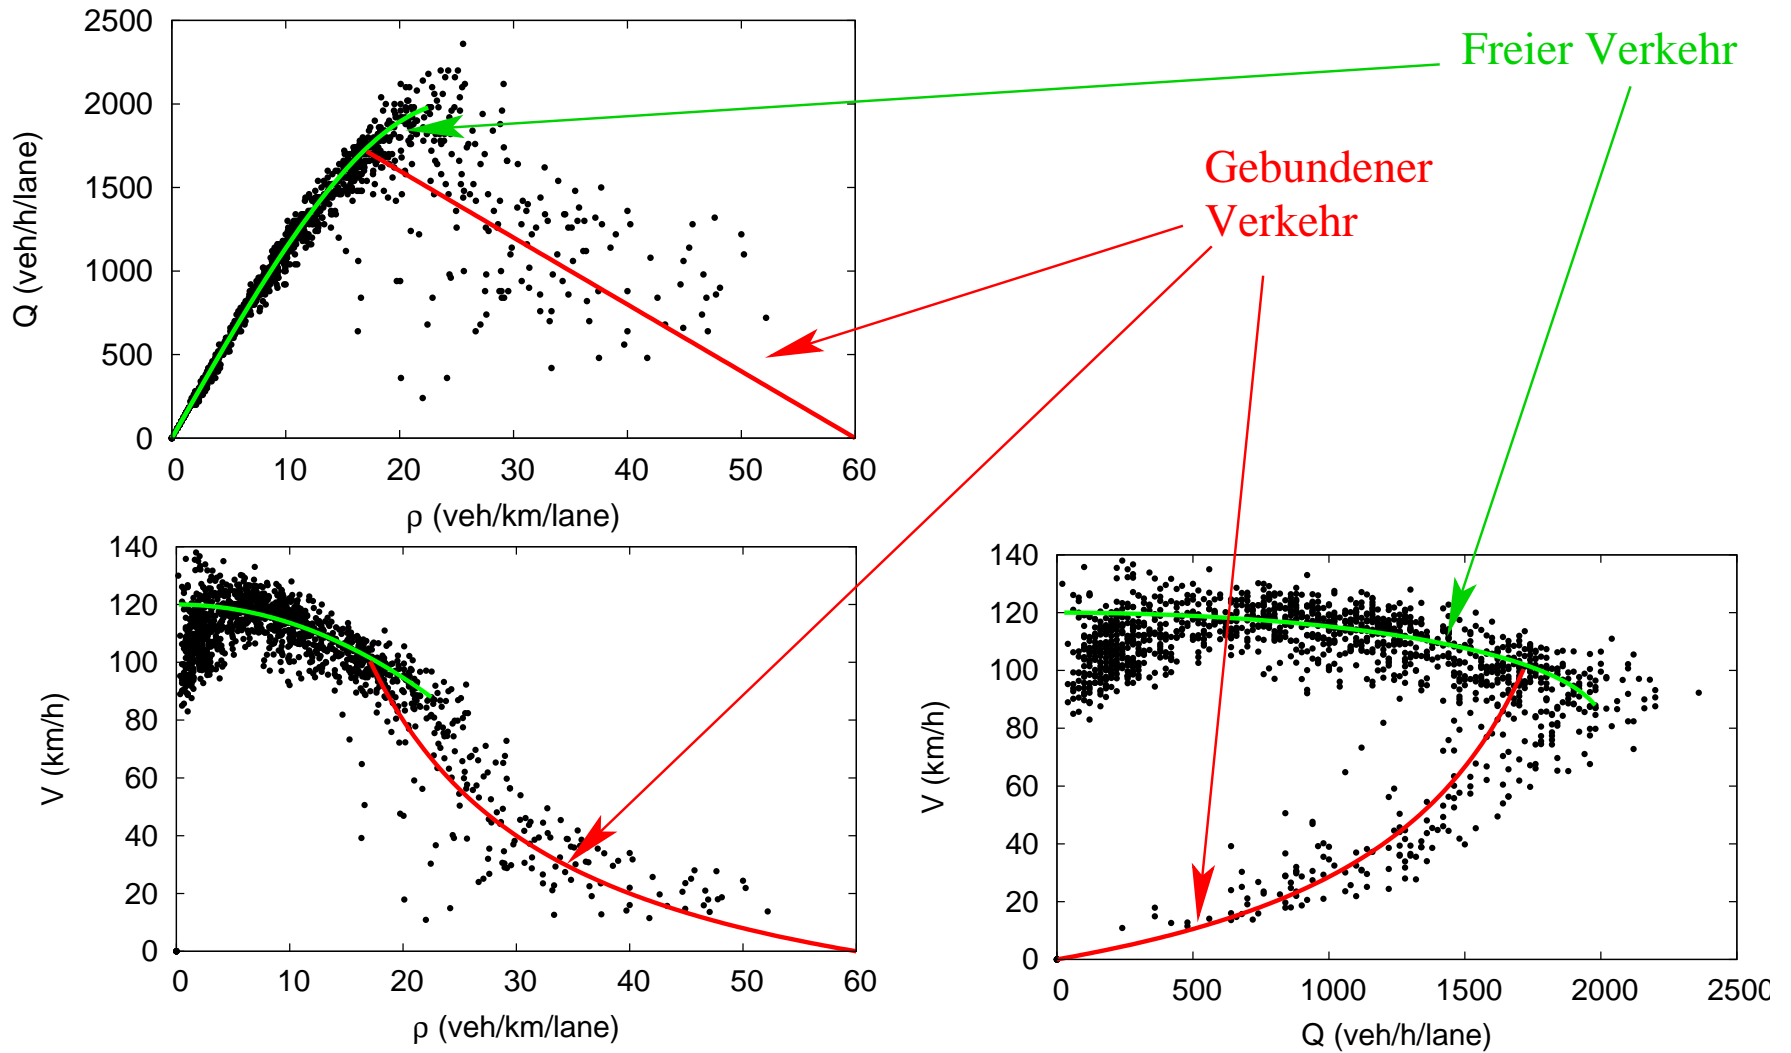 Freier Verkehr
Gebundener
Verkehr
2500
2000
1500
1000
500
0
Q (veh/h/lane)
0 10 20 30 40 50 60
ρ (veh/km/lane)
140
120
100
80
60
40
20
0
V (km/h)
0 10 20 30 40 50 60
ρ (veh/km/lane)
140
120
100
80
60
40
20
0
V (km/h)
0 500 1000 1500 2000 2500
Q (veh/h/lane)